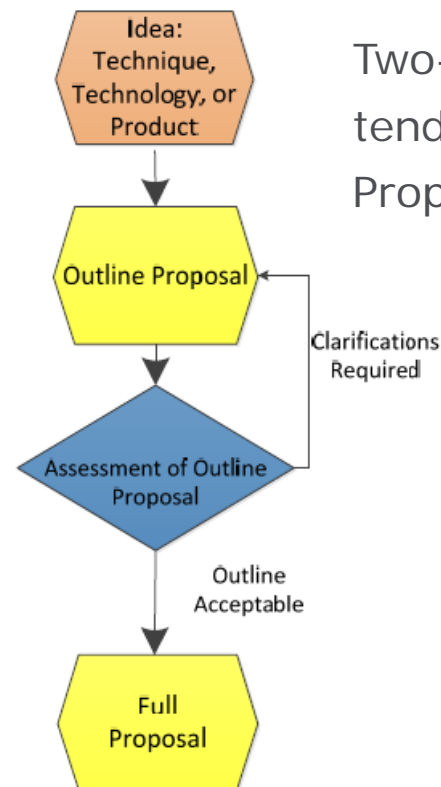 Idea:
Technique,
Technology, or
Product
Two-
tend
Prop
Outline Proposal
Clarifications
Required
Assessment of Outline
Proposal
Outline
Acceptable
Full
Proposal